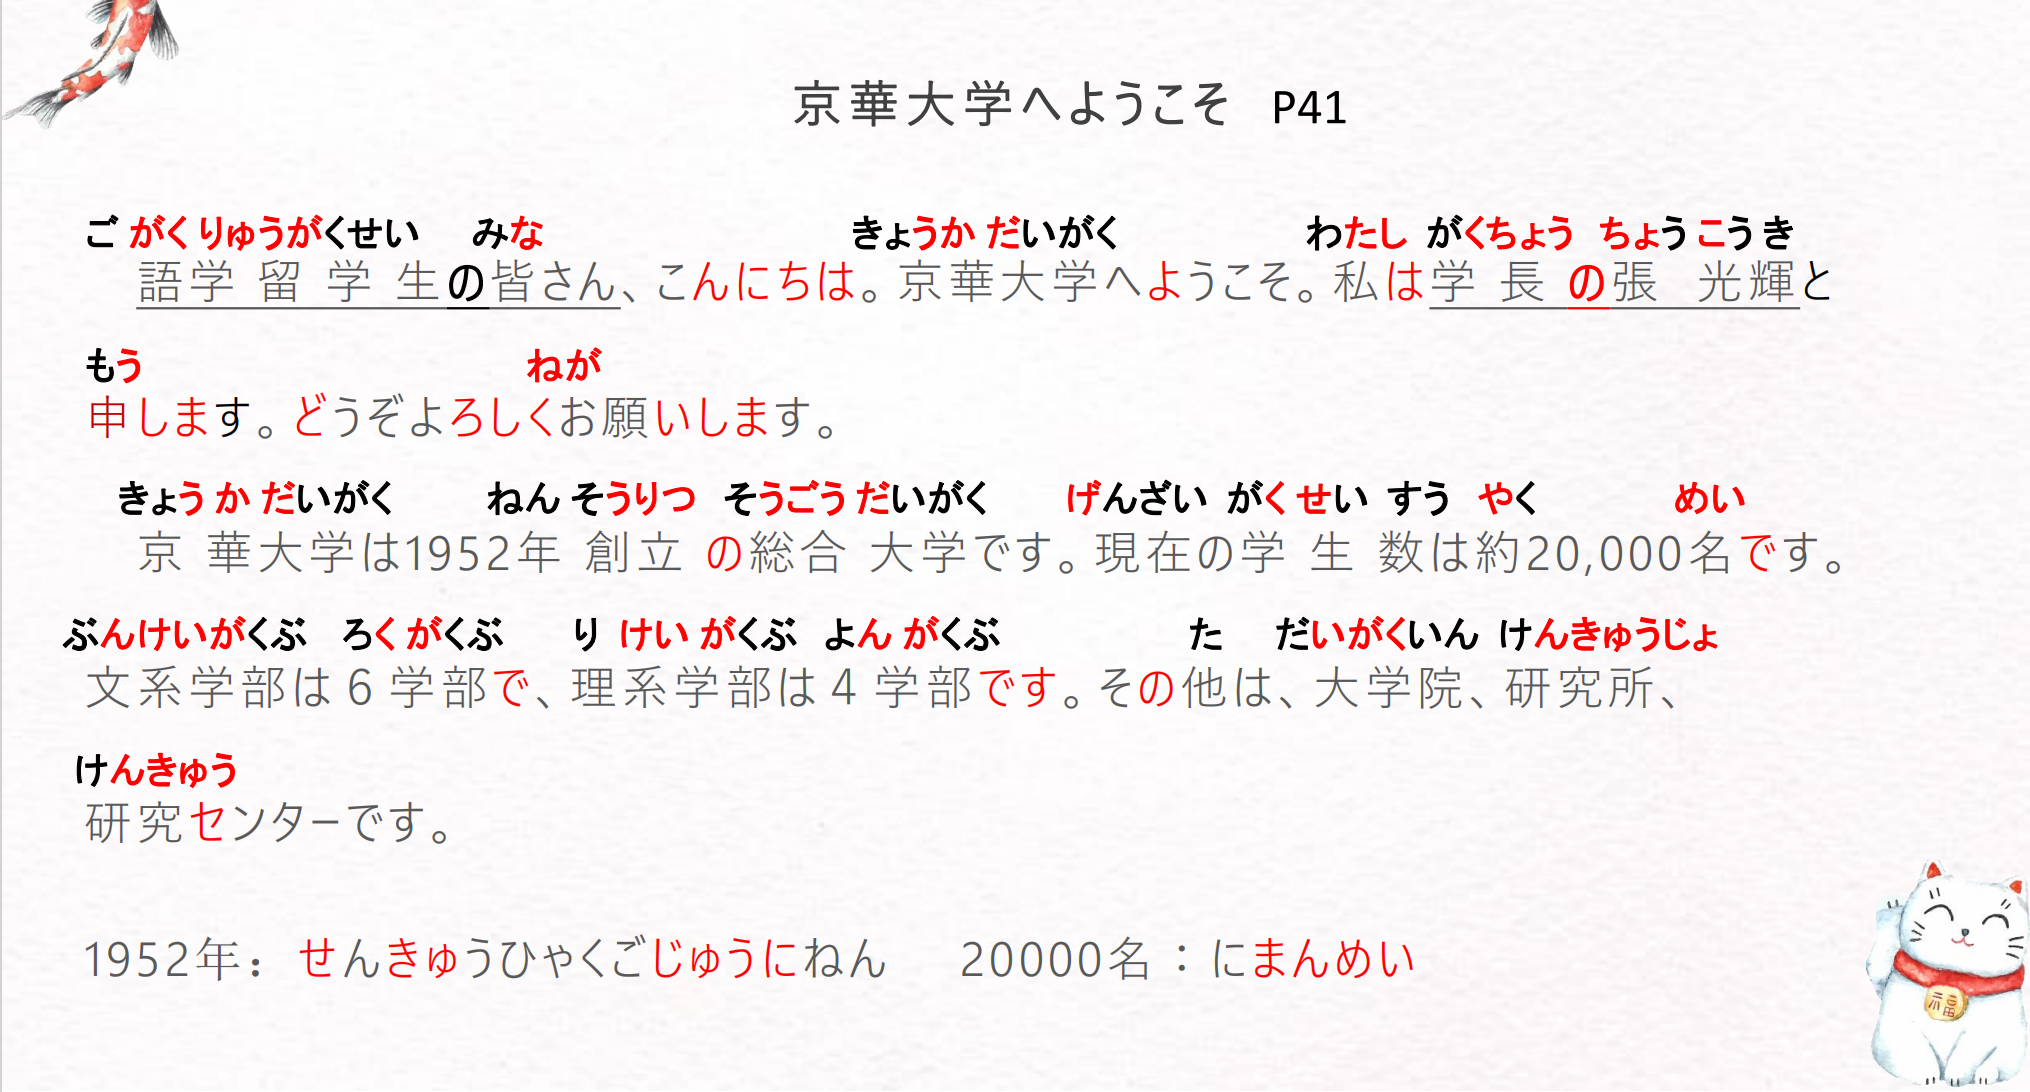 京華大学へようこそ P41
ごがくりゅうがくせい みな きょうかだいがく わたし がくちょう ちょうこうき
語学留学生の皆さん、こんにちは。京華大学へようこそ。私は学長の張 光輝と
もう ねが
申します。どうぞよろしくお願いします。
きょうかだいがく ねんそうりつ そうごうだいがく げんざい がくせいすう やく めい
京華大学は1952年創立の総合大学です。現在の学生数は約20,000名です。
ぶんけいがくぶ ろくがくぶ りけいがくぶ よんがくぶ た だいがくいん けんきゅうじょ
文系学部は6学部で、理系学部は4学部です。その他は、大学院、研究所、
けんきゅう
研究センターです。
1952年：せんきゅうひゃくごじゅうにねん 20000名：にまんめい
福